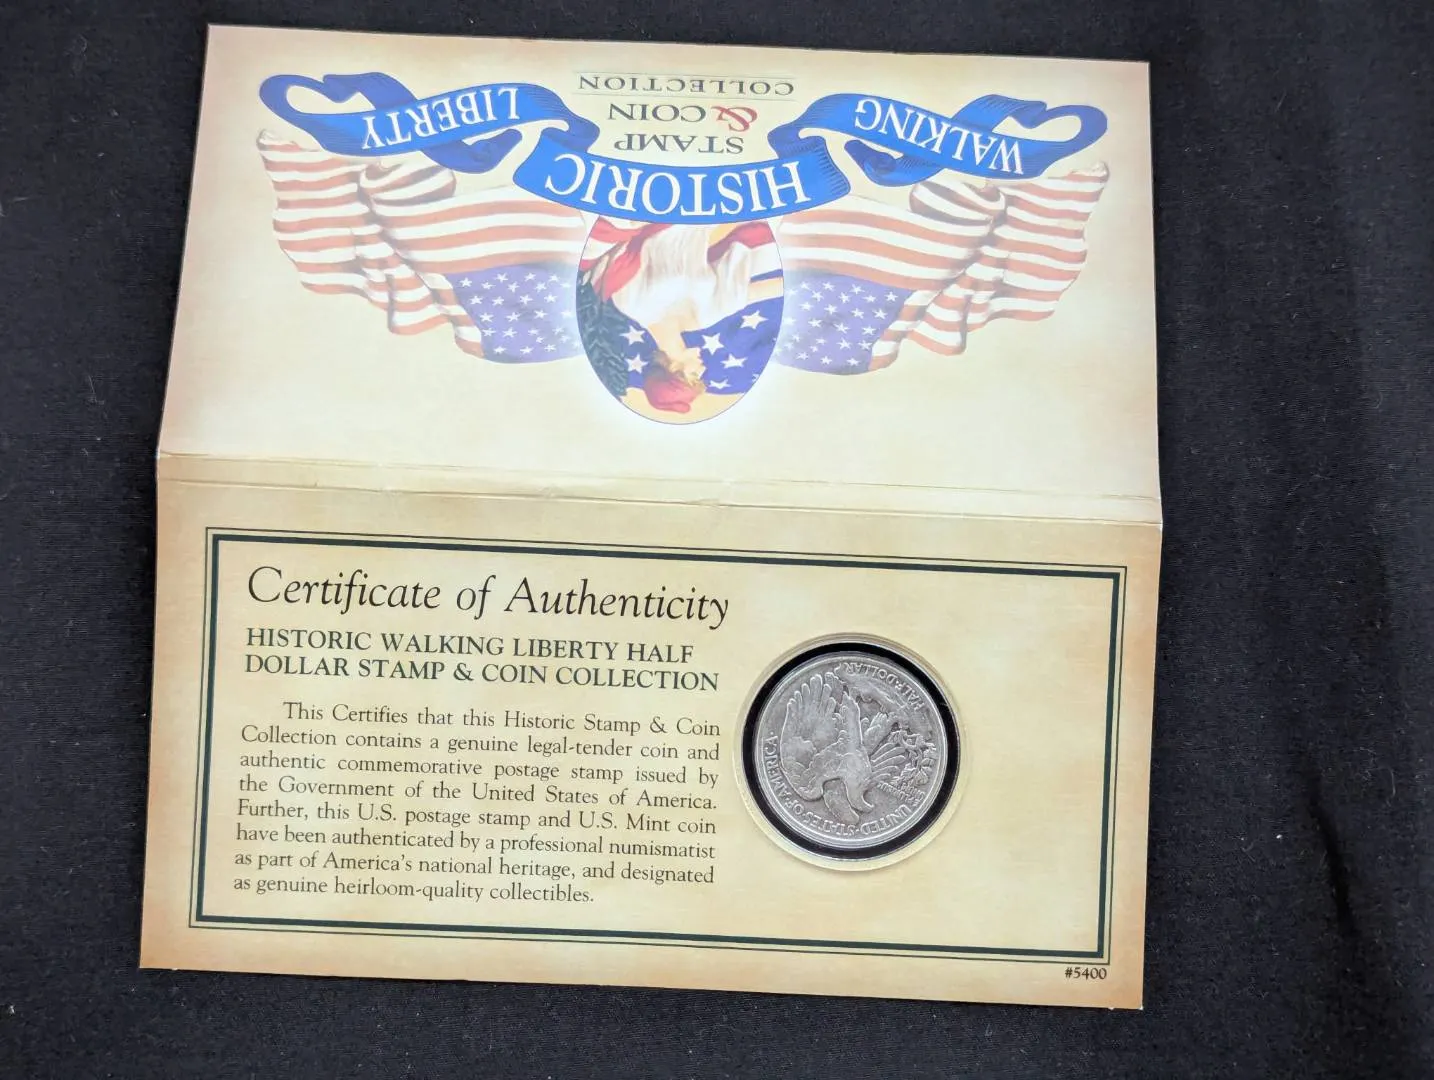 WALKING
HISTORIC
LIBERTY
STAMP
& COIN
COLLECTION
Certificate of Authenticity
HISTORIC WALKING LIBERTY HALF
DOLLAR STAMP & COIN COLLECTION
This Certifies that this Historic Stamp & Coin
Collection contains a genuine legal-tender coin and
authentic commemorative postage stamp issued by
the Government of the United States of America.
Further, this U.S. postage stamp and U.S. Mint coin
have been authenticated by a professional numismatist
as part of America's national heritage, and designated
as genuine heirloom-quality collectibles.
UNITED·STATES·OF·AMERICA·
HALF·DOLLAR
E PLURIBUS
UNUM
#5400